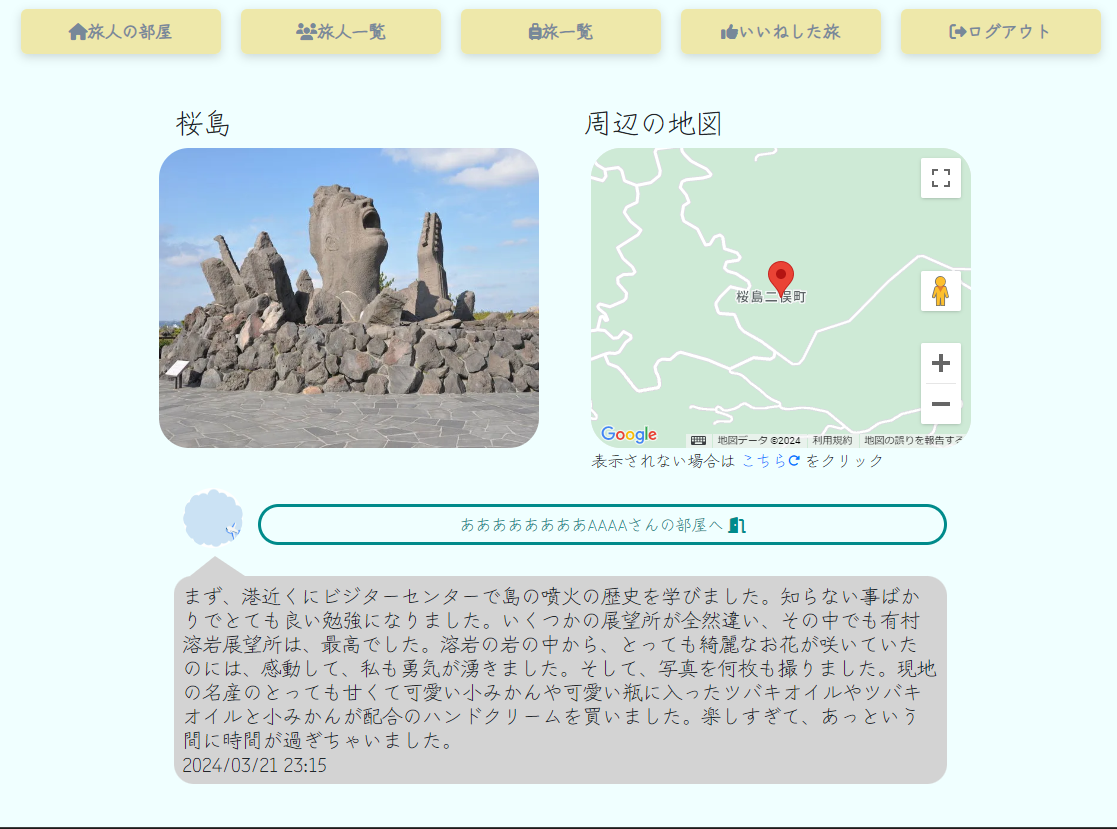 旅人の部屋
旅人一覧
旅一覧
いいねした旅
ログアウト
桜島
周辺の地図
桜島二俣町
Google
地図データ ©2024
利用規約
地図の誤りを報告する
表示されない場合は こちら をクリック
ああああああああAAAAさんの部屋へ
まず、港近くにビジターセンターで島の噴火の歴史を学びました。知らない事ばか
りでとても良い勉強になりました。いくつかの展望所が全然違い、その中でも有村
溶岩展望所は、最高でした。溶岩の岩の中から、とっても綺麗なお花が咲いていた
のには、感動して、私も勇気が湧きました。そして、写真を何枚も撮りました。現地
の名産のとっても甘くて可愛い小みかんや可愛い瓶に入ったツバキオイルやツバキ
オイルと小みかんが配合のハンドクリームを買いました。楽しすぎて、あっという
間に時間が過ぎちゃいました。
2024/03/21 23:15